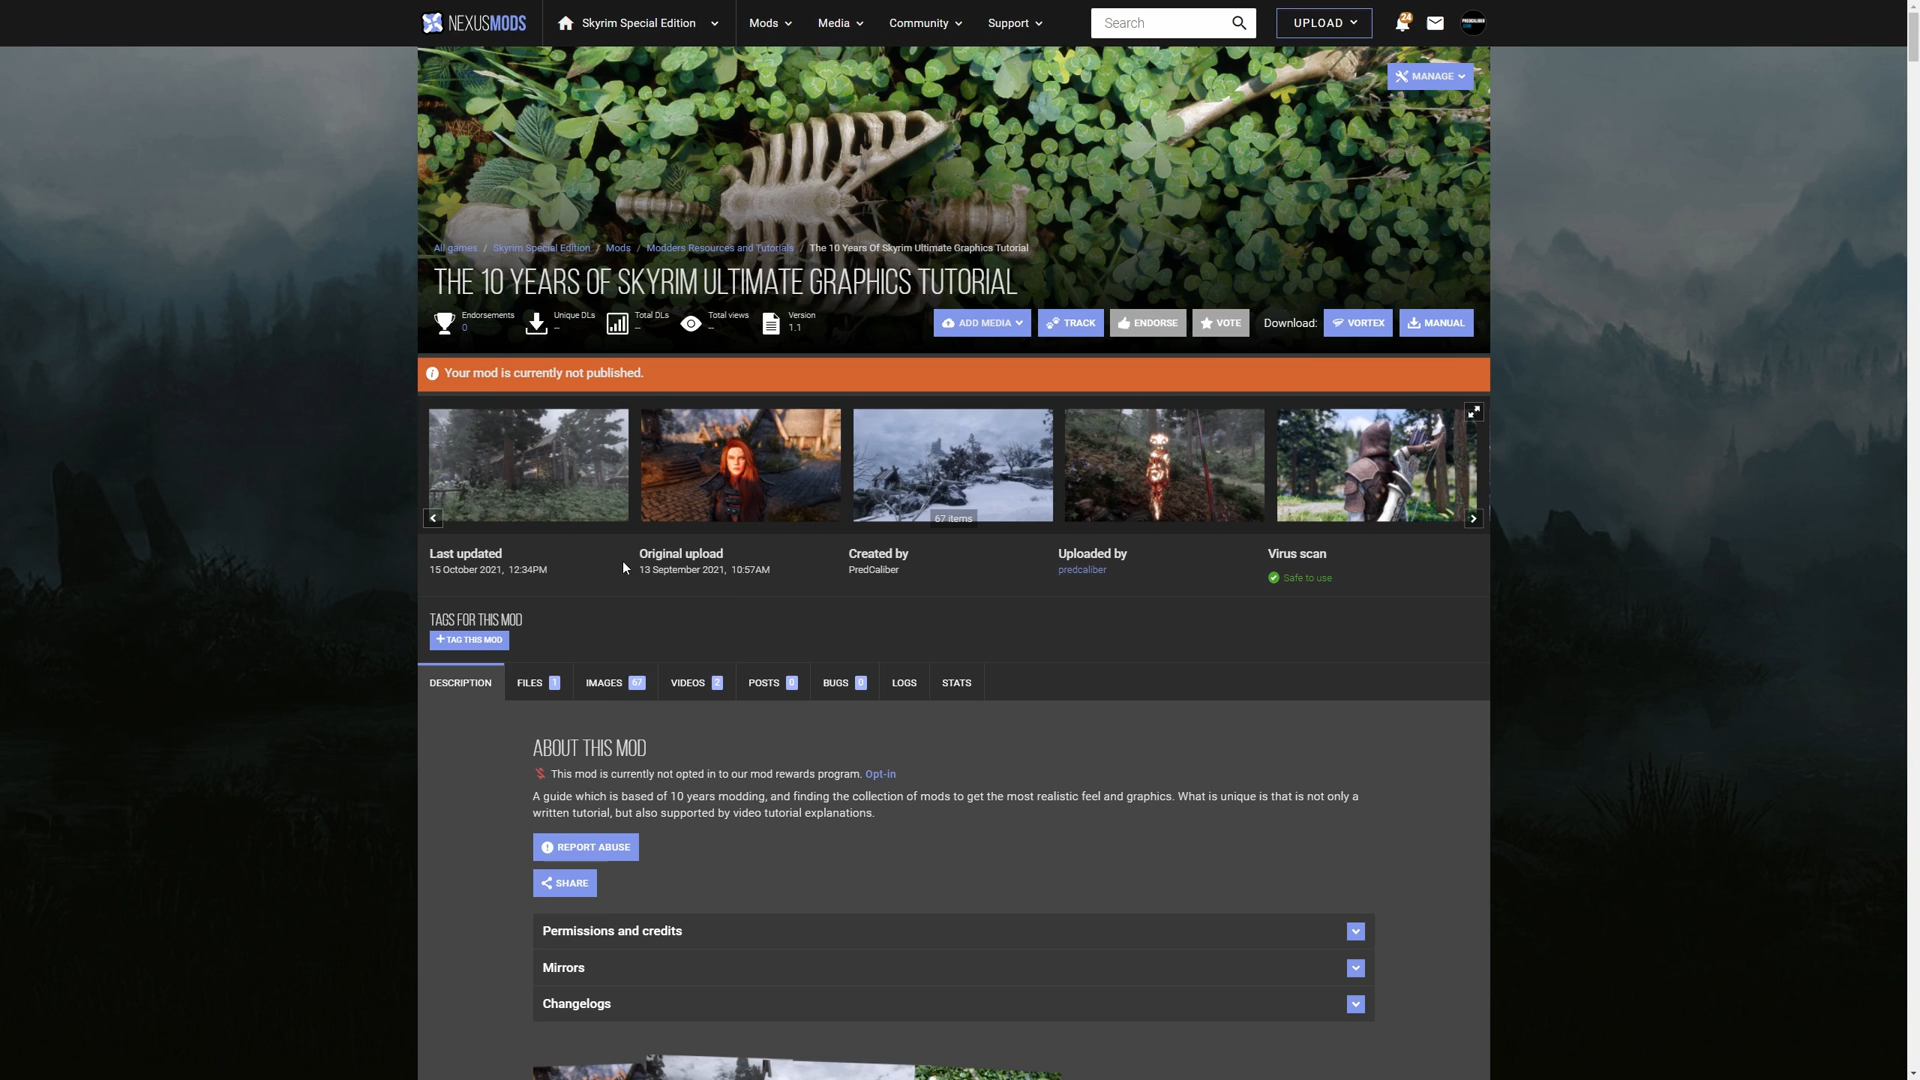 NEXUSMODS
Skyrim Special Edition
Mods
Media
Community
Support
Search
UPLOAD
24
MANAGE
All games / Skyrim Special Edition / Mods / Modders Resources and Tutorials / The 10 Years Of Skyrim Ultimate Graphics Tutorial
THE 10 YEARS OF SKYRIM ULTIMATE GRAPHICS TUTORIAL
Endorsements
0
Unique DLs
--
Total DLs
--
Total views
--
Version
1.1
ADD MEDIA
TRACK
ENDORSE
VOTE
Download:
VORTEX
MANUAL
Your mod is currently not published.
67 items
Last updated
15 October 2021, 12:34PM
Original upload
13 September 2021, 10:57AM
Created by
PredCaliber
Uploaded by
predcaliber
Virus scan
Safe to use
TAGS FOR THIS MOD
+ TAG THIS MOD
DESCRIPTION
FILES 1
IMAGES 67
VIDEOS 2
POSTS 0
BUGS 0
LOGS
STATS
ABOUT THIS MOD
This mod is currently not opted in to our mod rewards program. Opt-in
A guide which is based of 10 years modding, and finding the collection of mods to get the most realistic feel and graphics. What is unique is that is not only a
written tutorial, but also supported by video tutorial explanations.
REPORT ABUSE
SHARE
Permissions and credits
Mirrors
Changelogs